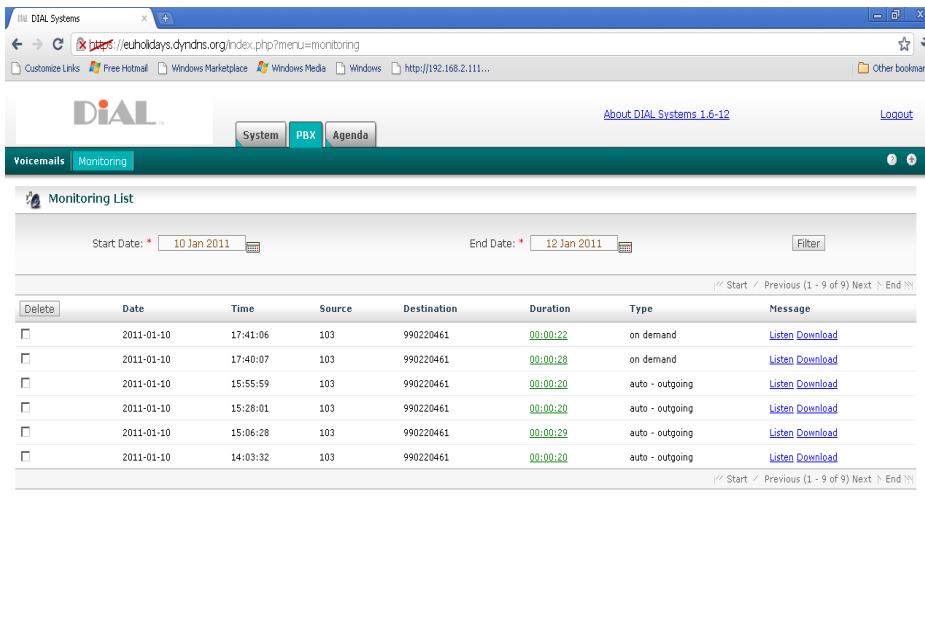 DIAL Systems
https://euholidays.dyndns.org/index.php?menu=monitoring
Customize Links Free Hotmail Windows Marketplace Windows Media Windows http://192.168.2.111... Other bookmar
DiAL
System PBX Agenda About DIAL Systems 1.6-12 Logout
Voicemails Monitoring
Monitoring List
Start Date: * 10 Jan 2011 End Date: * 12 Jan 2011 Filter
Start Previous (1 - 9 of 9) Next End
Delete Date Time Source Destination Duration Type Message
2011-01-10 17:41:06 103 990220461 00:00:22 on demand Listen Download
2011-01-10 17:40:07 103 990220461 00:00:28 on demand Listen Download
2011-01-10 15:55:59 103 990220461 00:00:20 auto - outgoing Listen Download
2011-01-10 15:28:01 103 990220461 00:00:20 auto - outgoing Listen Download
2011-01-10 15:06:28 103 990220461 00:00:29 auto - outgoing Listen Download
2011-01-10 14:03:32 103 990220461 00:00:20 auto - outgoing Listen Download
Start Previous (1 - 9 of 9) Next End